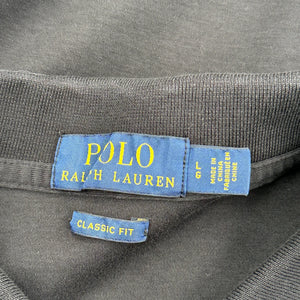 POLO
RALPH LAUREN
L
G
MADE IN
CHINA
FABRIQUÉ EN
CHINE
CLASSIC FIT